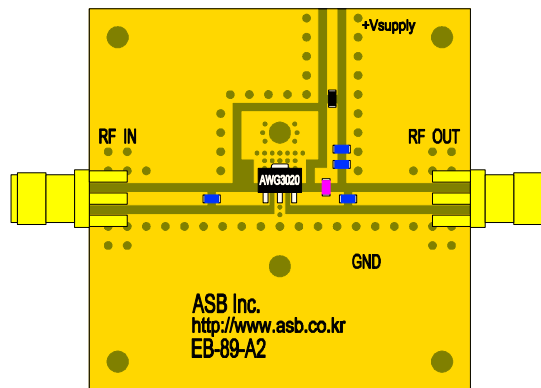 +Vsupply
RF IN
RF OUT
AWG3020
GND
ASB Inc.
http://www.asb.co.kr
EB-89-A2